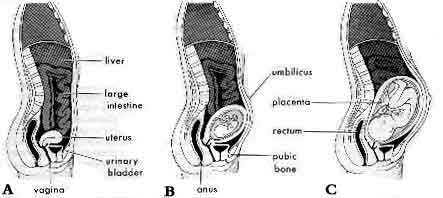 liver
large
intestine
uterus
urinary
bladder
vagina
A
umbilicus
placenta
rectum
pubic
bone
anus
B
C